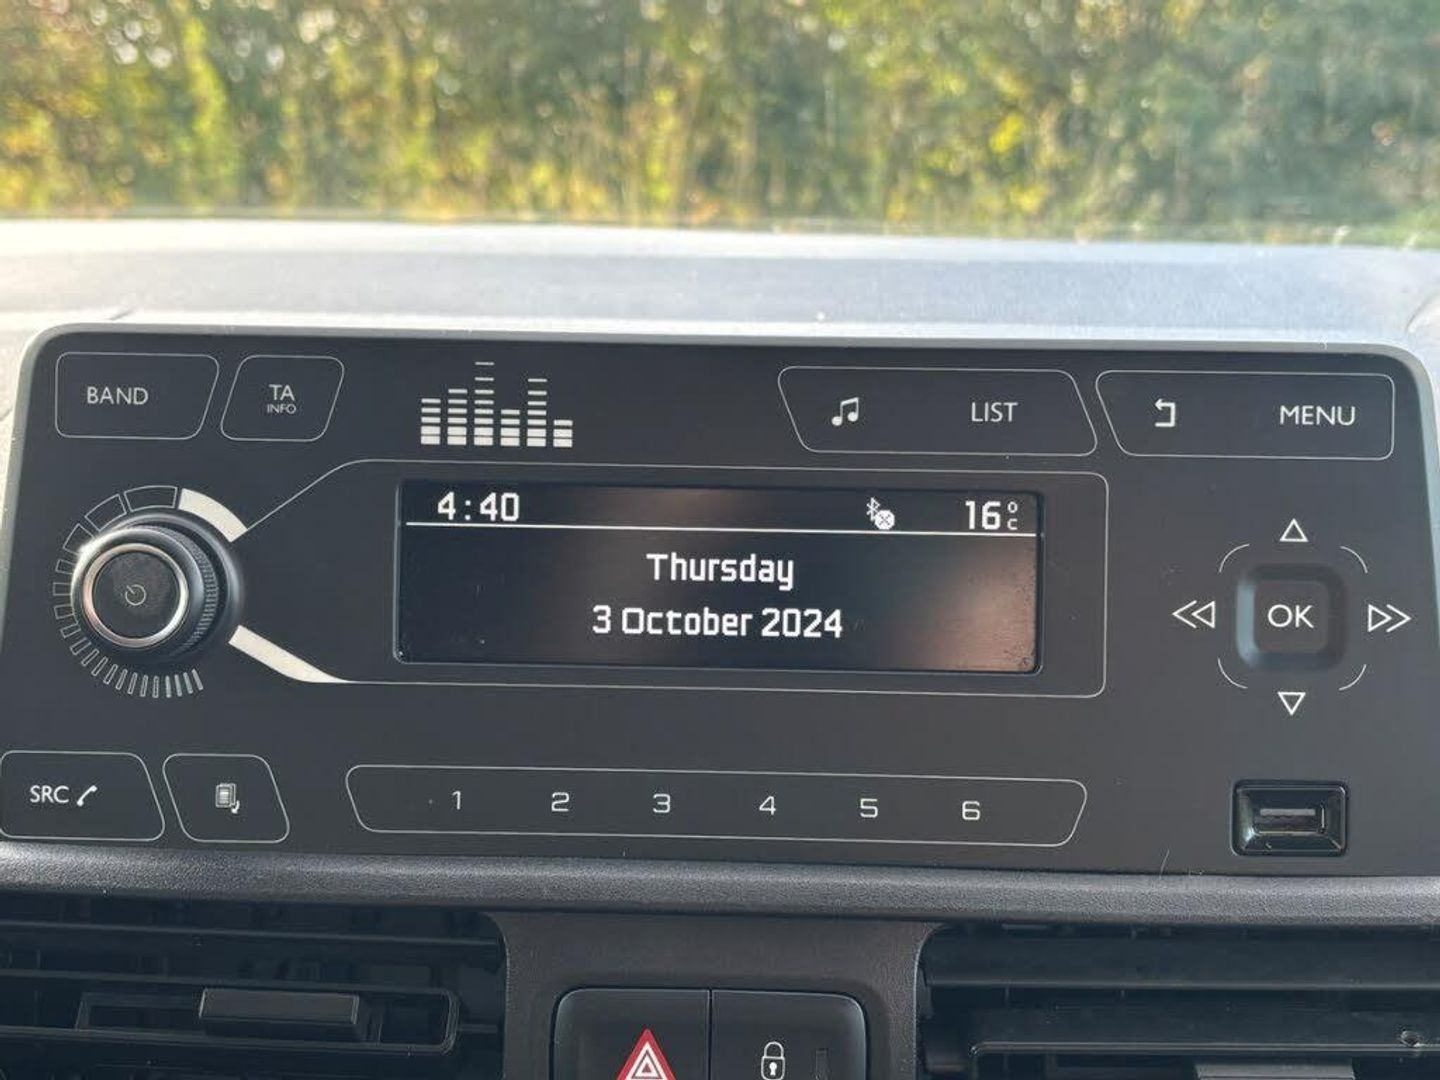 BAND
TA
INFO
LIST
MENU
4:40
16°C
Thursday
3 October 2024
OK
SRC
1 2 3 4 5 6